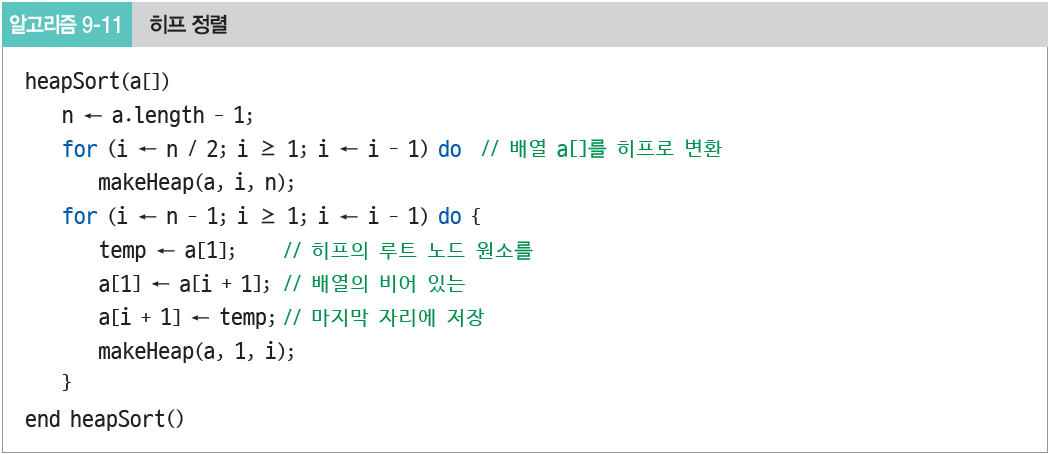 알고리즘 9-11 히프 정렬
heapSort(a[])
n ← a.length - 1;
for (i ← n / 2; i ≥ 1; i ← i - 1) do // 배열 a[]를 히프로 변환
makeHeap(a, i, n);
for (i ← n - 1; i ≥ 1; i ← i - 1) do {
temp ← a[1]; // 히프의 루트 노드 원소를
a[1] ← a[i + 1]; // 배열의 비어 있는
a[i + 1] ← temp; // 마지막 자리에 저장
makeHeap(a, 1, i);
}
end heapSort()